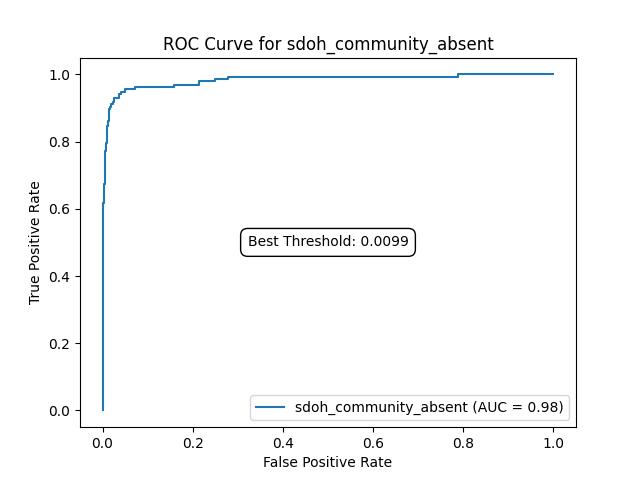 ROC Curve for sdoh_community_absent
True Positive Rate
1.0
0.8
0.6
0.4
0.2
0.0
Best Threshold: 0.0099
sdoh_community_absent (AUC = 0.98)
0.0 0.2 0.4 0.6 0.8 1.0
False Positive Rate